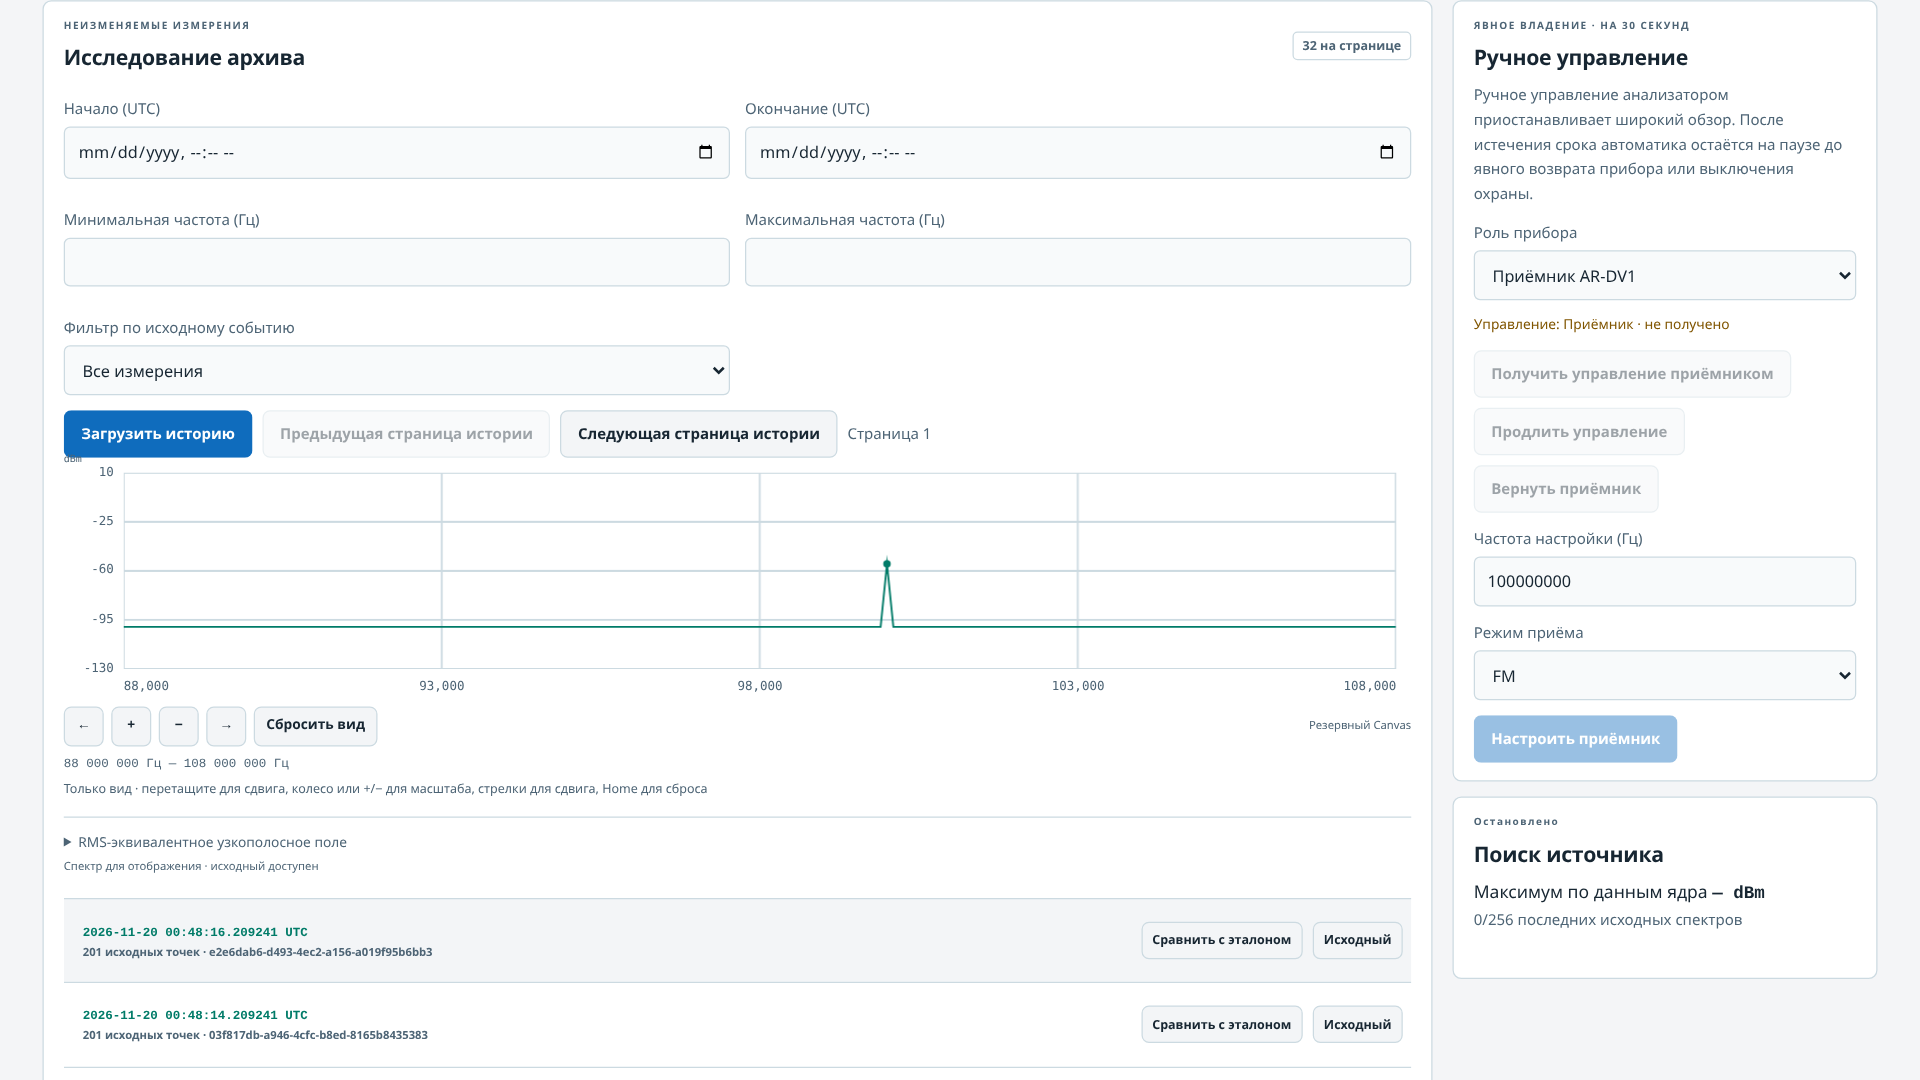 НЕИЗМЕНЯЕМЫЕ ИЗМЕРЕНИЯ
Исследование архива
32 на странице
Начало (UTC)
Окончание (UTC)
mm/dd/yyyy, --:-- --
mm/dd/yyyy, --:-- --
Минимальная частота (Гц)
Максимальная частота (Гц)
Фильтр по исходному событию
Все измерения
Загрузить историю
Предыдущая страница истории
Следующая страница истории
Страница 1
dBm
10
-25
-60
-95
-130
88,000
93,000
98,000
103,000
108,000
←
+
−
→
Сбросить вид
Резервный Canvas
88 000 000 Гц — 108 000 000 Гц
Только вид · перетащите для сдвига, колесо или +/− для масштаба, стрелки для сдвига, Home для сброса
RMS-эквивалентное узкополосное поле
Спектр для отображения · исходный доступен
2026-11-20 00:48:16.209241 UTC
201 исходных точек · e2e6dab6-d493-4ec2-a156-a019f95b6bb3
Сравнить с эталоном
Исходный
2026-11-20 00:48:14.209241 UTC
201 исходных точек · 03f817db-a946-4cfc-b8ed-8165b8435383
Сравнить с эталоном
Исходный
ЯВНОЕ ВЛАДЕНИЕ · НА 30 СЕКУНД
Ручное управление
Ручное управление анализатором
приостанавливает широкий обзор. После
истечения срока автоматика остаётся на паузе до
явного возврата прибора или выключения
охраны.
Роль прибора
Приёмник AR-DV1
Управление: Приёмник · не получено
Получить управление приёмником
Продлить управление
Вернуть приёмник
Частота настройки (Гц)
100000000
Режим приёма
FM
Настроить приёмник
Остановлено
Поиск источника
Максимум по данным ядра — dBm
0/256 последних исходных спектров